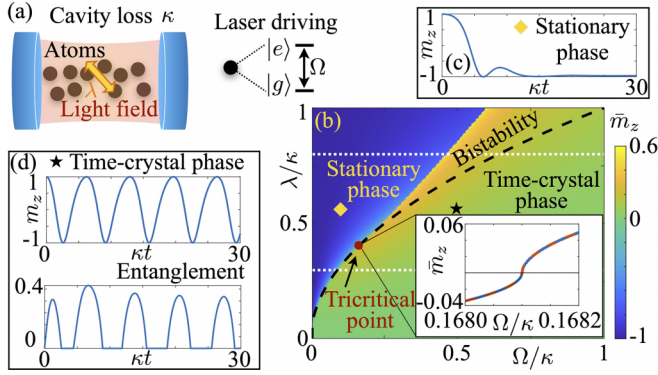 (a)
Cavity loss κ
Atoms
Light field
Laser driving
|e⟩
Ω
|g⟩
Stationary
phase
(c)
m_z
1
-1
0
κt
30
(b)
λ/κ
1
0.5
0
0
0.5
Ω/κ
1
Stationary
phase
Bistability
Time-crystal
phase
Tricritical
point
m̄_z
0.6
0
-1
0.06
m̄_z
-0.04
0.1680
Ω/κ
0.1682
(d)
★ Time-crystal phase
m_z
1
-1
0
κt
30
Entanglement
0.4
0
0
κt
30